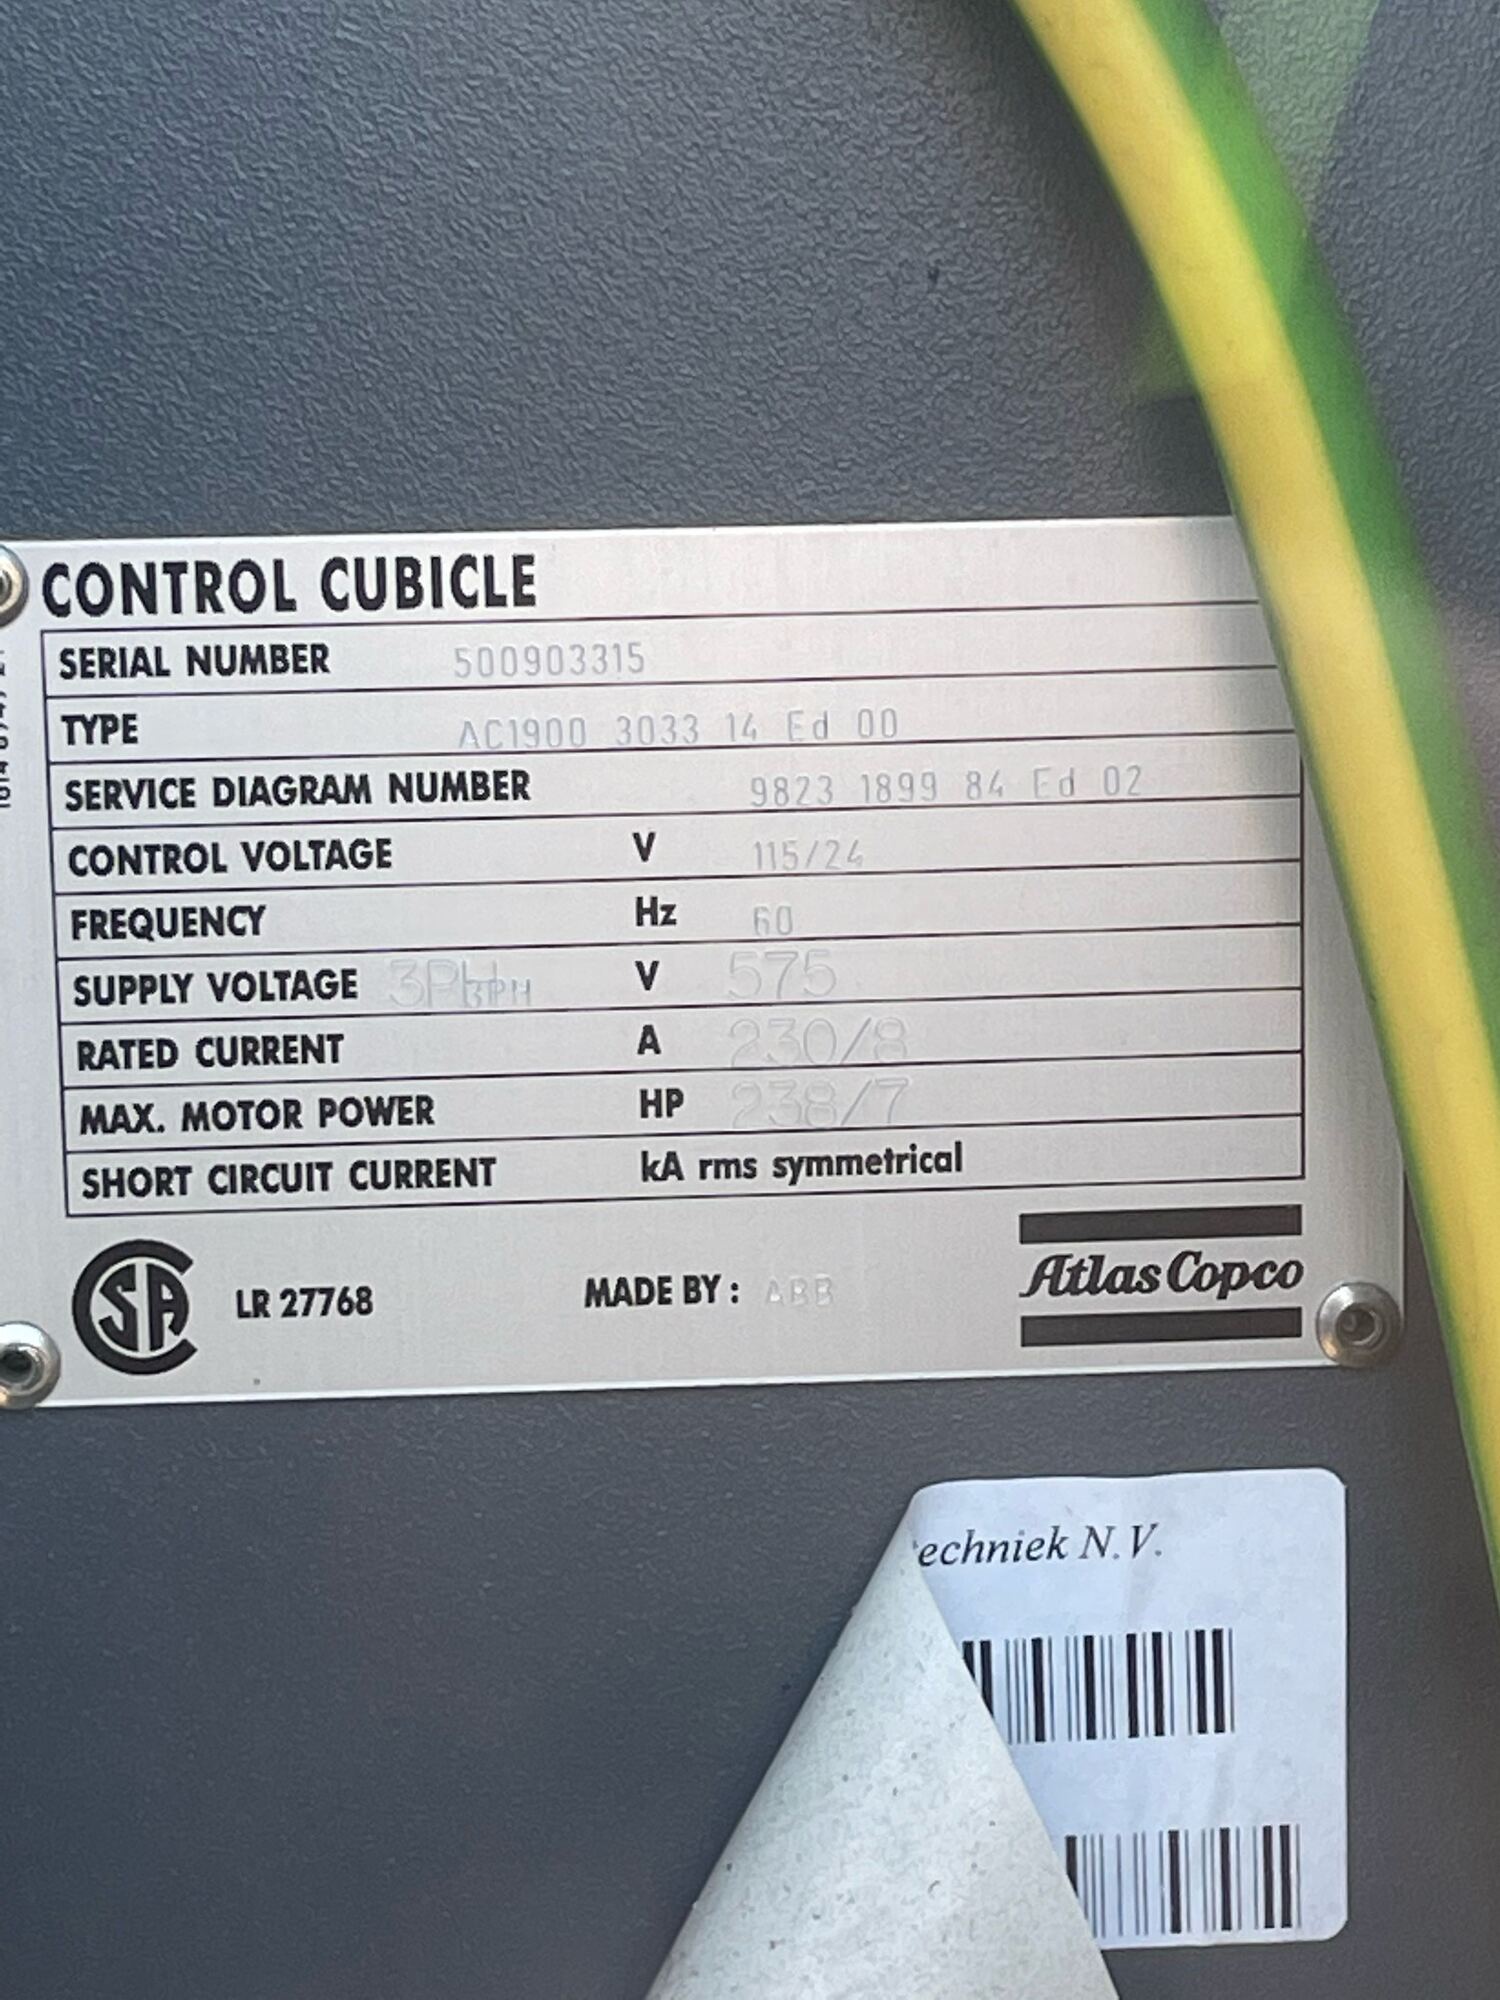 CONTROL CUBICLE
SERIAL NUMBER 500903315
TYPE AC1900 3033 14 Ed 00
SERVICE DIAGRAM NUMBER 9823 1899 84 Ed 02
CONTROL VOLTAGE V 115/24
FREQUENCY Hz 60
SUPPLY VOLTAGE 3PH 3PH V 575
RATED CURRENT A 230/8
MAX. MOTOR POWER HP 238/7
SHORT CIRCUIT CURRENT kA rms symmetrical
SA LR 27768 MADE BY : ABB Atlas Copco
echniek N.V.